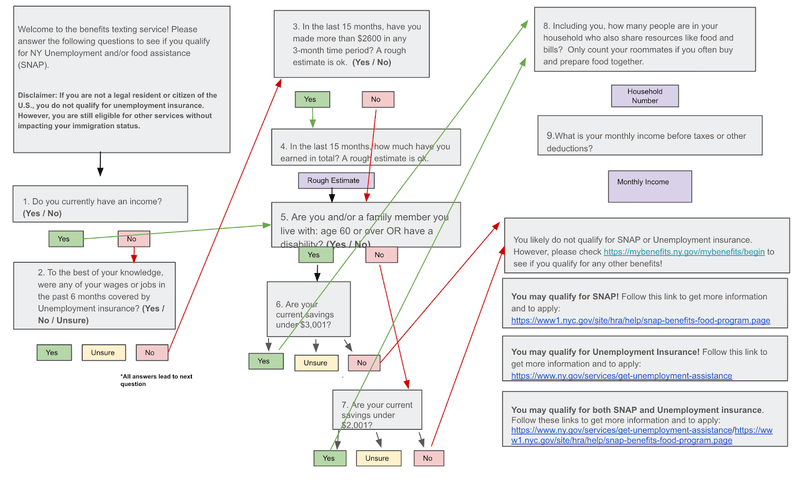 Welcome to the benefits texting service! Please
answer the following questions to see if you qualify
for NY Unemployment and/or food assistance
(SNAP).
Disclaimer: If you are not a legal resident or citizen of the
U.S., you do not qualify for unemployment insurance.
However, you are still eligible for other services without
impacting your immigration status.
1. Do you currently have an income?
(Yes / No)
Yes
No
2. To the best of your knowledge,
were any of your wages or jobs in
the past 6 months covered by
Unemployment insurance? (Yes /
No / Unsure)
Yes
Unsure
No
*All answers lead to next
question
3. In the last 15 months, have you
made more than $2600 in any
3-month time period? A rough
estimate is ok. (Yes / No)
Yes
No
4. In the last 15 months, how much have you
earned in total? A rough estimate is ok.
Rough Estimate
5. Are you and/or a family member you
live with: age 60 or over OR have a
disability? (Yes / No)
Yes
No
6. Are your
current savings
under $3,001?
Yes
Unsure
No
7. Are your current
savings under
$2,001?
Yes
Unsure
No
8. Including you, how many people are in your
household who also share resources like food and
bills? Only count your roommates if you often buy
and prepare food together.
Household
Number
9.What is your monthly income before taxes or other
deductions?
Monthly Income
You likely do not qualify for SNAP or Unemployment insurance.
However, please check https://mybenefits.ny.gov/mybenefits/begin to
see if you qualify for any other benefits!
You may qualify for SNAP! Follow this link to get more information
and to apply:
https://www1.nyc.gov/site/hra/help/snap-benefits-food-program.page
You may qualify for Unemployment Insurance! Follow this link to
get more information and to apply:
https://www.ny.gov/services/get-unemployment-assistance
You may qualify for both SNAP and Unemployment insurance.
Follow these links to get more information and to apply:
https://www.ny.gov/services/get-unemployment-assistance/https://ww
w1.nyc.gov/site/hra/help/snap-benefits-food-program.page